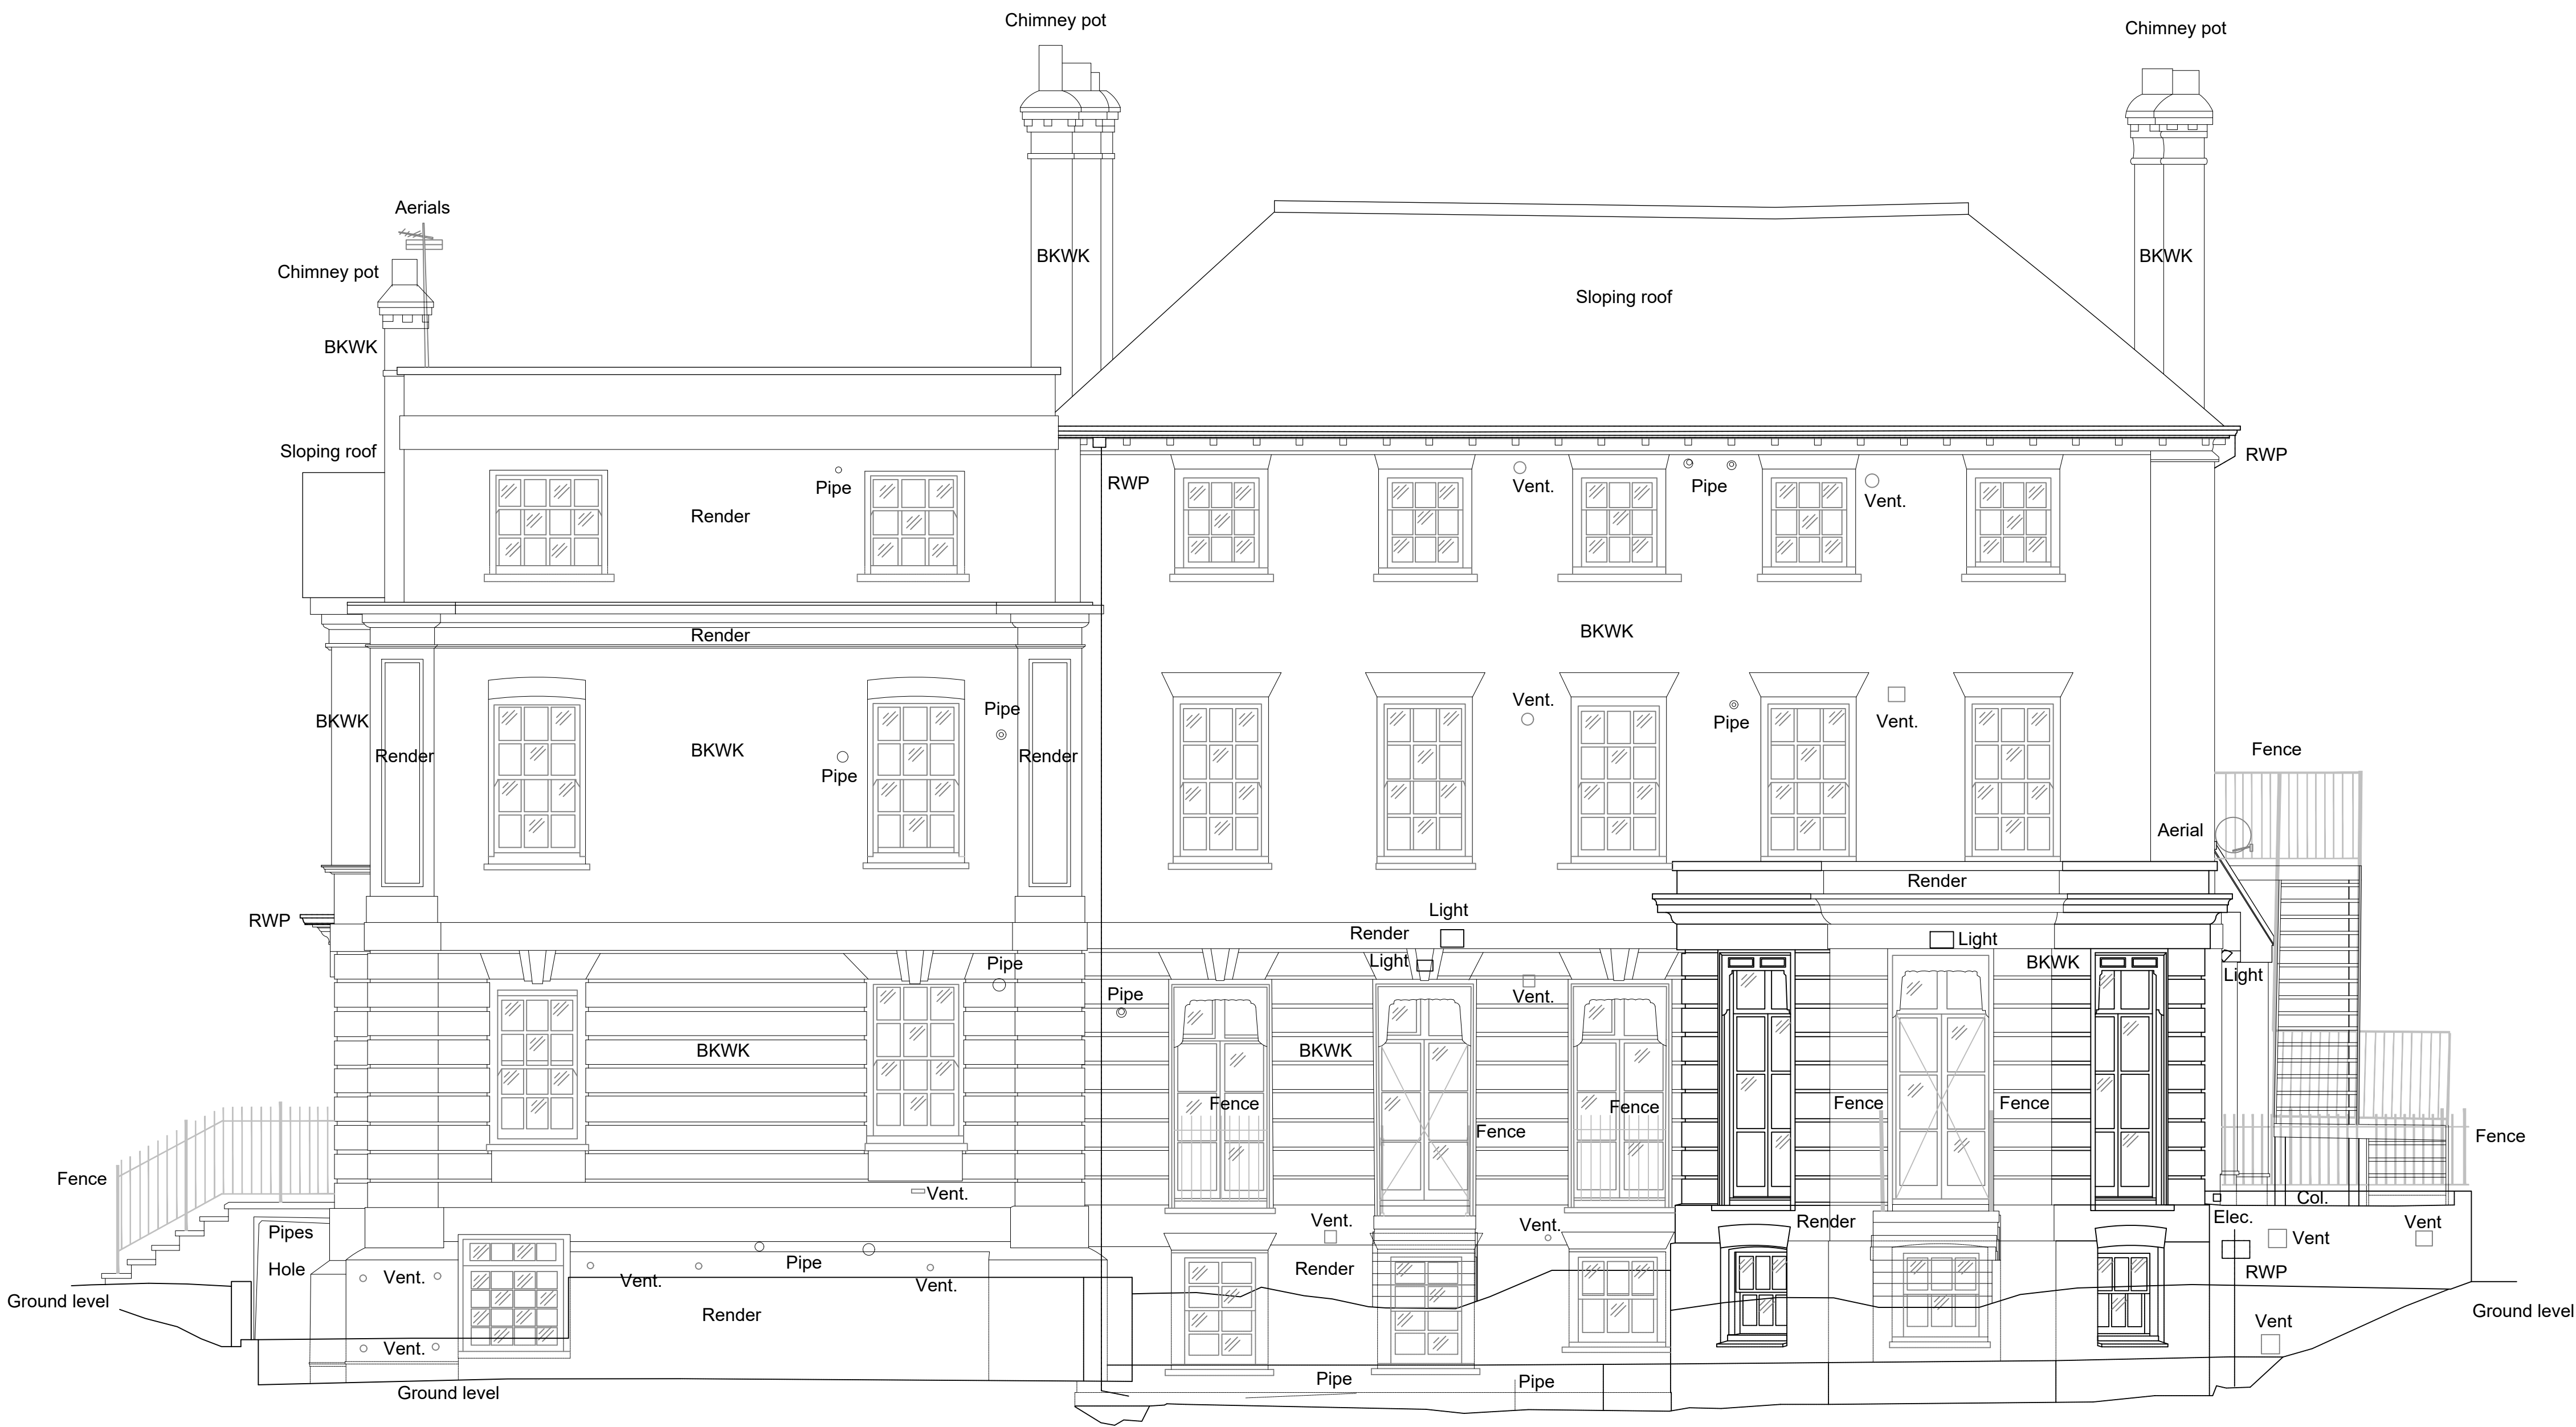 Chimney pot
Chimney pot
Aerials
Chimney pot
BKWK
BKWK
Sloping roof
BKWK
Sloping roof
RWP
RWP
Pipe
Vent.
Pipe
Vent.
Render
BKWK
Render
BKWK
Render
BKWK
Pipe
Pipe
Render
Vent.
Pipe
Vent.
Fence
Aerial
Render
RWP
Light
Render
Light
Light
BKWK
Light
Pipe
Pipe
Vent.
BKWK
BKWK
Fence
Fence
Fence
Fence
Fence
Fence
Fence
Vent.
Col.
Pipes
Hole
Vent.
Vent.
Render
Elec.
Vent
Vent
Pipe
Vent.
Vent.
Vent.
Render
RWP
Ground level
Render
Vent
Ground level
Vent.
Pipe
Pipe
Ground level